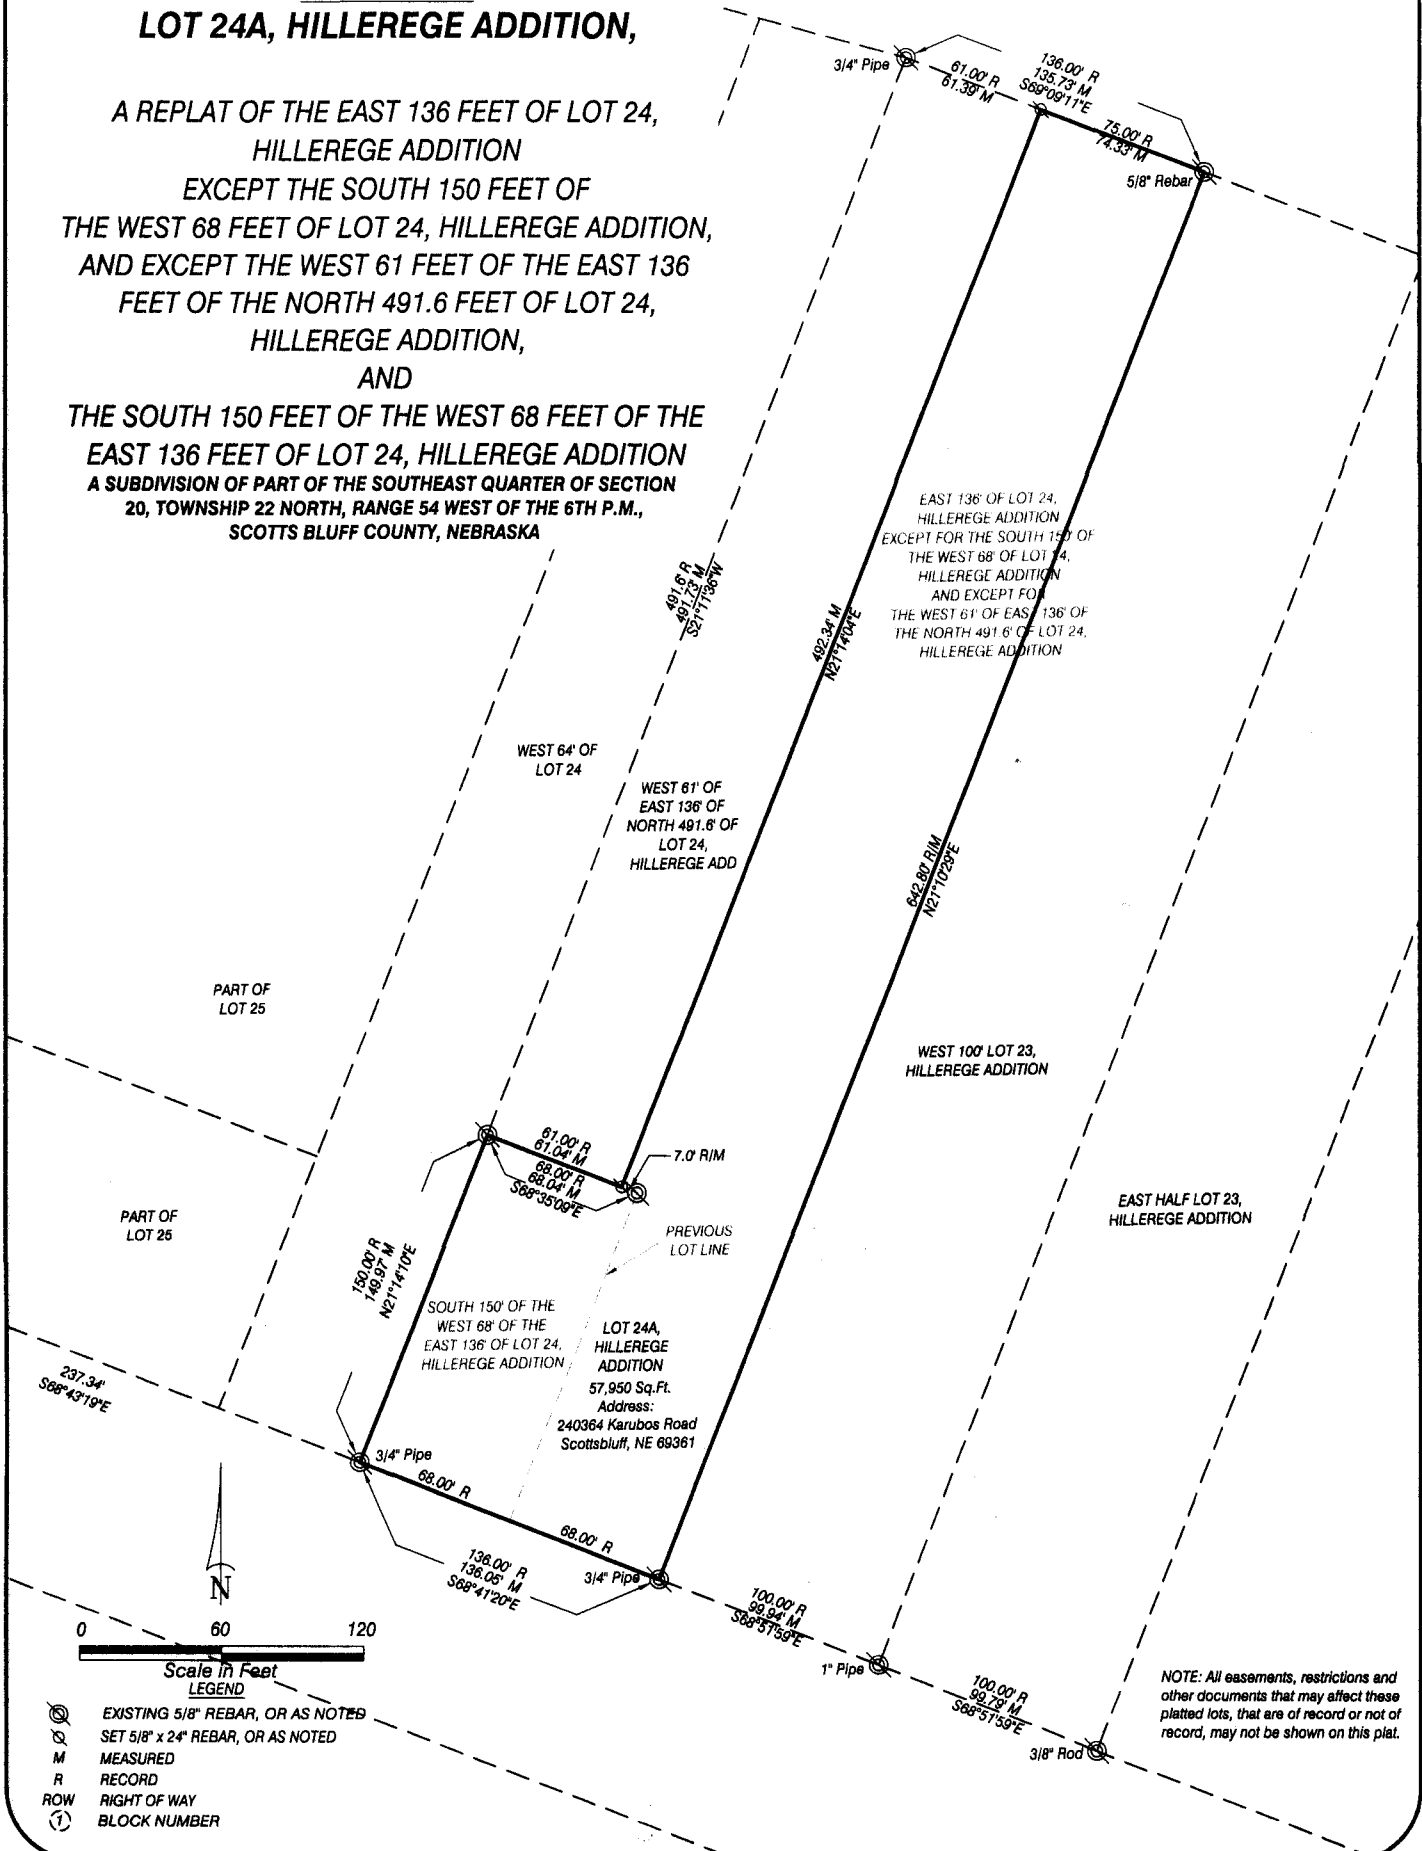 LOT 24A, HILLEREGE ADDITION,
A REPLAT OF THE EAST 136 FEET OF LOT 24,
HILLEREGE ADDITION
EXCEPT THE SOUTH 150 FEET OF
THE WEST 68 FEET OF LOT 24, HILLEREGE ADDITION,
AND EXCEPT THE WEST 61 FEET OF THE EAST 136
FEET OF THE NORTH 491.6 FEET OF LOT 24,
HILLEREGE ADDITION,
AND
THE SOUTH 150 FEET OF THE WEST 68 FEET OF THE
EAST 136 FEET OF LOT 24, HILLEREGE ADDITION
A SUBDIVISION OF PART OF THE SOUTHEAST QUARTER OF SECTION
20, TOWNSHIP 22 NORTH, RANGE 54 WEST OF THE 6TH P.M.,
SCOTTS BLUFF COUNTY, NEBRASKA
3/4" Pipe
61.00' R
61.39' M
136.00' R
135.73' M
S69°09'11"E
75.00' R
74.33' M
5/8" Rebar
491.6' R
491.73' M
S21°11'36"W
492.34' M
N21°14'04"E
EAST 136' OF LOT 24,
HILLEREGE ADDITION
EXCEPT FOR THE SOUTH 150' OF
THE WEST 68' OF LOT 24,
HILLEREGE ADDITION
AND EXCEPT FOR
THE WEST 61' OF EAST 136' OF
THE NORTH 491.6' OF LOT 24,
HILLEREGE ADDITION
WEST 64' OF
LOT 24
WEST 61' OF
EAST 136' OF
NORTH 491.6' OF
LOT 24,
HILLEREGE ADD
642.80' R/M
N21°10'29"E
PART OF
LOT 25
WEST 100' LOT 23,
HILLEREGE ADDITION
61.00' R
61.04' M
68.00' R
68.04' M
S68°35'09"E
7.0' R/M
PART OF
LOT 25
EAST HALF LOT 23,
HILLEREGE ADDITION
PREVIOUS
LOT LINE
150.00' R
149.97' M
N21°14'10"E
SOUTH 150' OF THE
WEST 68' OF THE
EAST 136' OF LOT 24,
HILLEREGE ADDITION
LOT 24A,
HILLEREGE
ADDITION
57,950 Sq.Ft.
Address:
240364 Karubos Road
Scottsbluff, NE 69361
237.34'
S68°43'19"E
3/4" Pipe
68.00' R
68.00' R
136.00' R
136.05' M
S68°41'20"E
3/4" Pipe
100.00' R
99.94' M
S68°51'59"E
1" Pipe
100.00' R
99.79' M
S68°51'59"E
3/8" Rod
N
0 60 120
Scale in Feet
LEGEND
EXISTING 5/8" REBAR, OR AS NOTED
SET 5/8" x 24" REBAR, OR AS NOTED
M MEASURED
R RECORD
ROW RIGHT OF WAY
1 BLOCK NUMBER
NOTE: All easements, restrictions and
other documents that may affect these
platted lots, that are of record or not of
record, may not be shown on this plat.